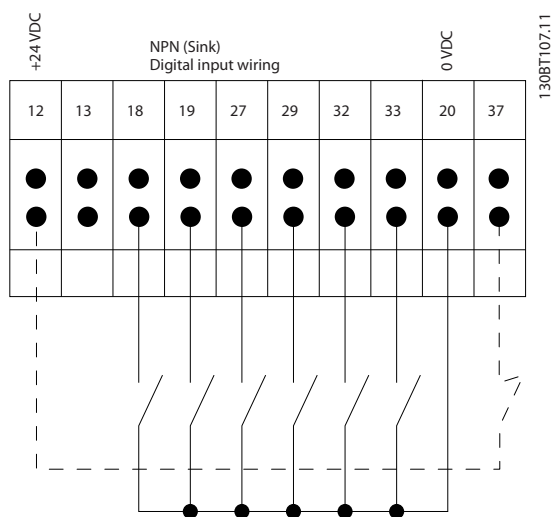 +24 VDC
NPN (Sink)
Digital input wiring
0 VDC
130BT107.11
12 13 18 19 27 29 32 33 20 37